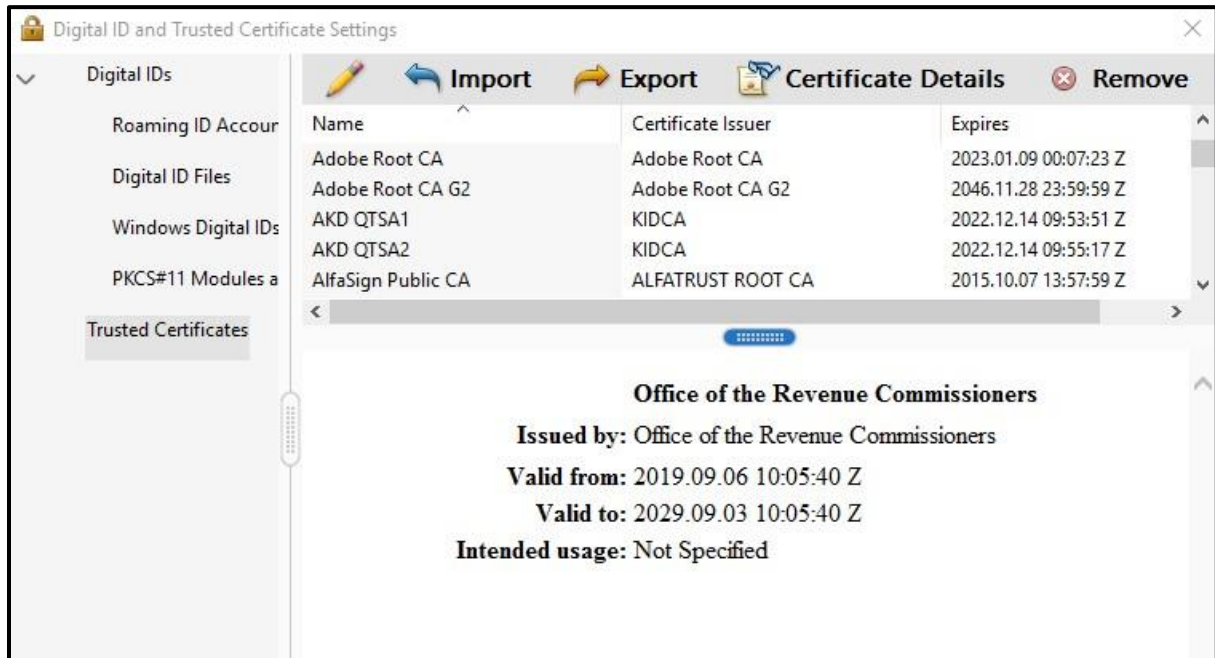 Digital ID and Trusted Certificate Settings
Digital IDs
Roaming ID Accour
Digital ID Files
Windows Digital IDs
PKCS#11 Modules a
Trusted Certificates
Import Export Certificate Details Remove
Name Certificate Issuer Expires
Adobe Root CA Adobe Root CA 2023.01.09 00:07:23 Z
Adobe Root CA G2 Adobe Root CA G2 2046.11.28 23:59:59 Z
AKD QTSA1 KIDCA 2022.12.14 09:53:51 Z
AKD QTSA2 KIDCA 2022.12.14 09:55:17 Z
AlfaSign Public CA ALFATRUST ROOT CA 2015.10.07 13:57:59 Z
Office of the Revenue Commissioners
Issued by: Office of the Revenue Commissioners
Valid from: 2019.09.06 10:05:40 Z
Valid to: 2029.09.03 10:05:40 Z
Intended usage: Not Specified